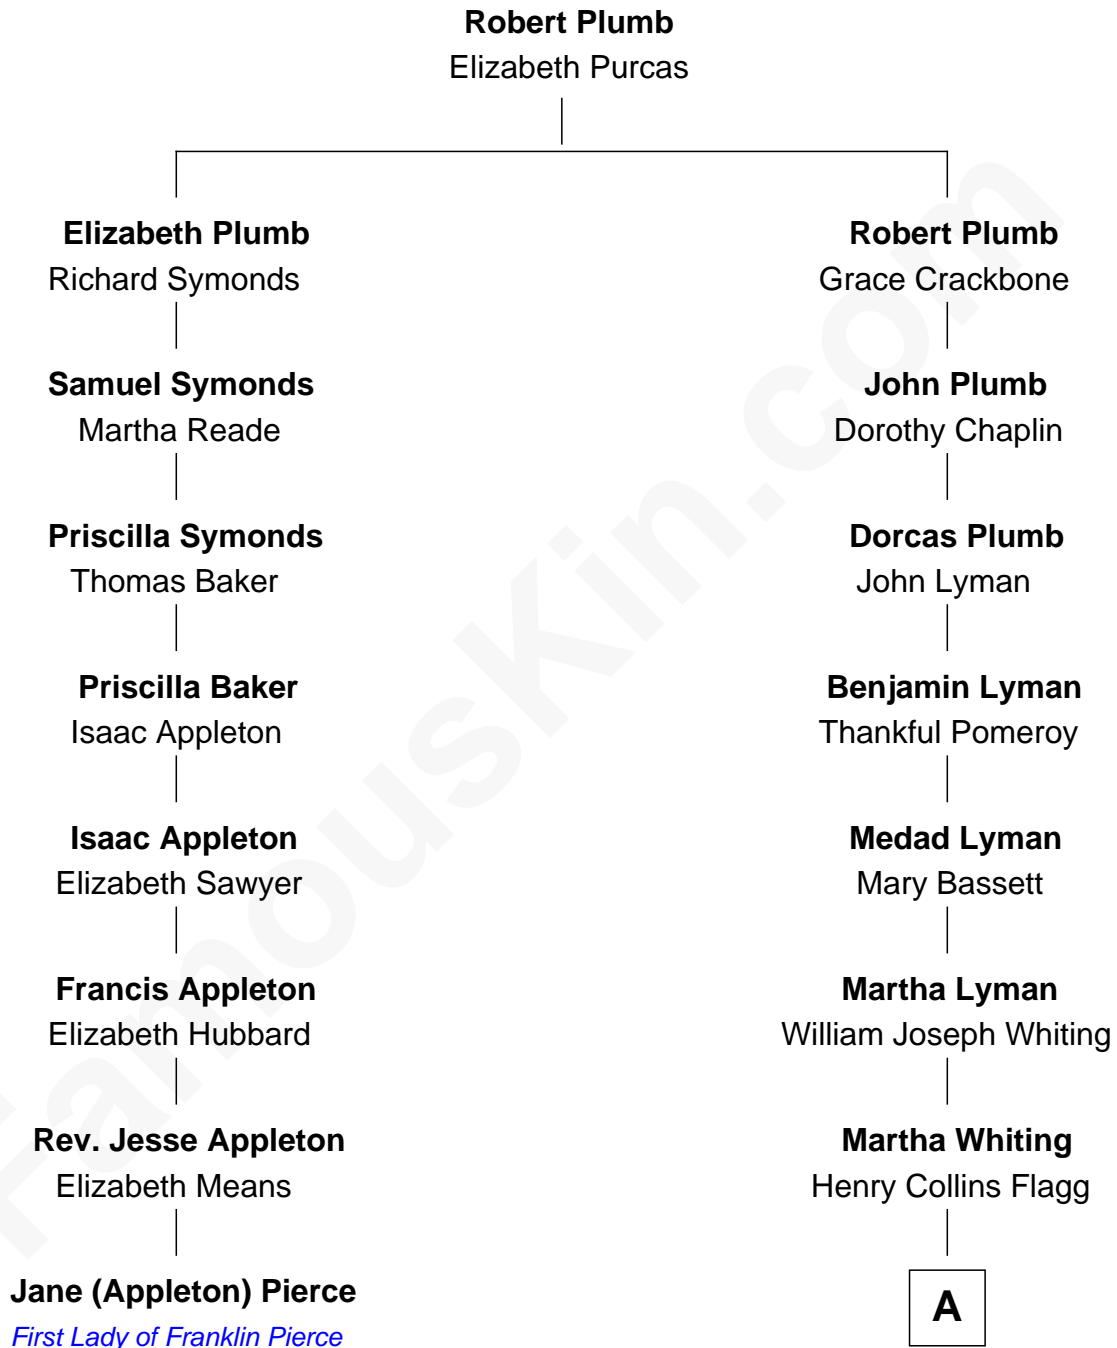 Robert Plumb
Elizabeth Purcas
Elizabeth Plumb
Richard Symonds
Robert Plumb
Grace Crackbone
Samuel Symonds
Martha Reade
John Plumb
Dorothy Chaplin
Priscilla Symonds
Thomas Baker
Dorcas Plumb
John Lyman
Priscilla Baker
Isaac Appleton
Benjamin Lyman
Thankful Pomeroy
Isaac Appleton
Elizabeth Sawyer
Medad Lyman
Mary Bassett
Francis Appleton
Elizabeth Hubbard
Martha Lyman
William Joseph Whiting
Rev. Jesse Appleton
Elizabeth Means
Martha Whiting
Henry Collins Flagg
Jane (Appleton) Pierce
First Lady of Franklin Pierce
A
FamousKin.com